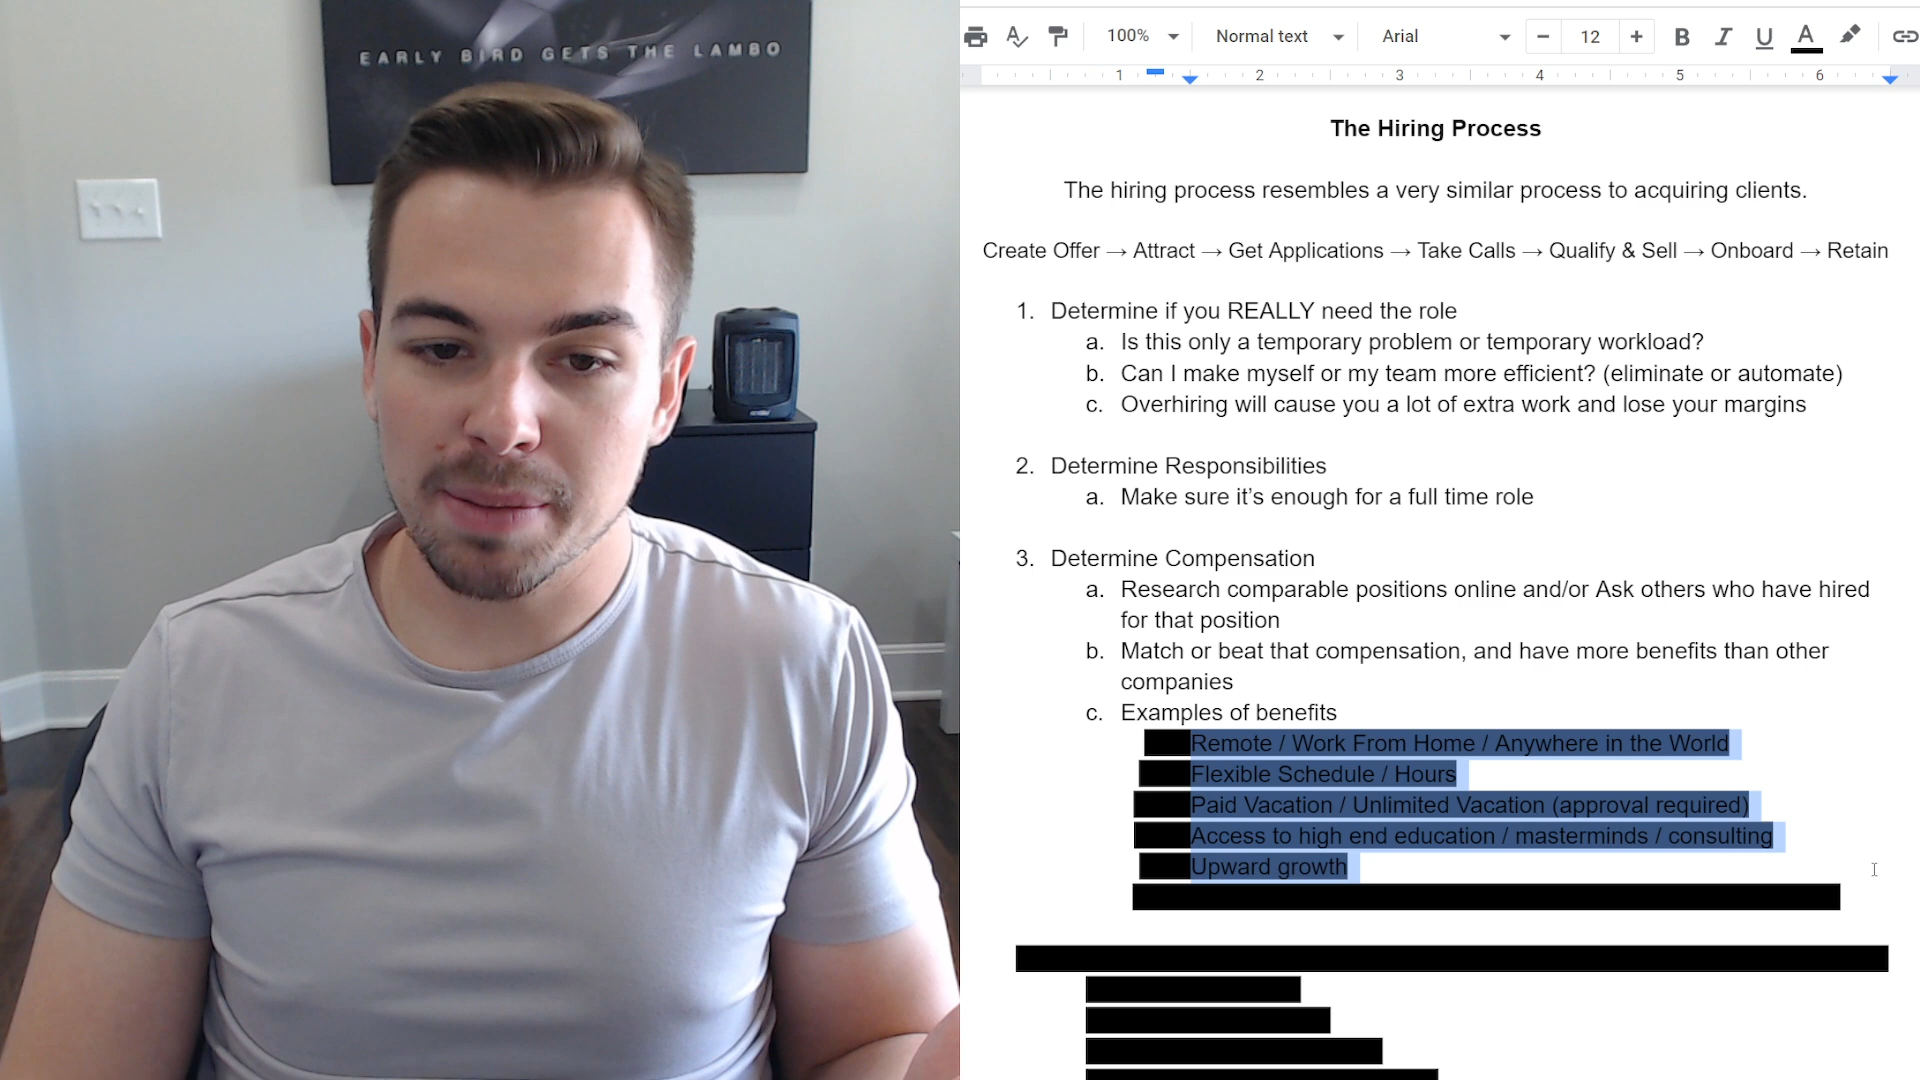 EARLY BIRD GETS THE LAMBO
100%
Normal text
Arial
12
B I U A
1 2 3 4 5 6
The Hiring Process
The hiring process resembles a very similar process to acquiring clients.
Create Offer → Attract → Get Applications → Take Calls → Qualify & Sell → Onboard → Retain
1. Determine if you REALLY need the role
a. Is this only a temporary problem or temporary workload?
b. Can I make myself or my team more efficient? (eliminate or automate)
c. Overhiring will cause you a lot of extra work and lose your margins
2. Determine Responsibilities
a. Make sure it’s enough for a full time role
3. Determine Compensation
a. Research comparable positions online and/or Ask others who have hired
for that position
b. Match or beat that compensation, and have more benefits than other
companies
c. Examples of benefits
Remote / Work From Home / Anywhere in the World
Flexible Schedule / Hours
Paid Vacation / Unlimited Vacation (approval required)
Access to high end education / masterminds / consulting
Upward growth